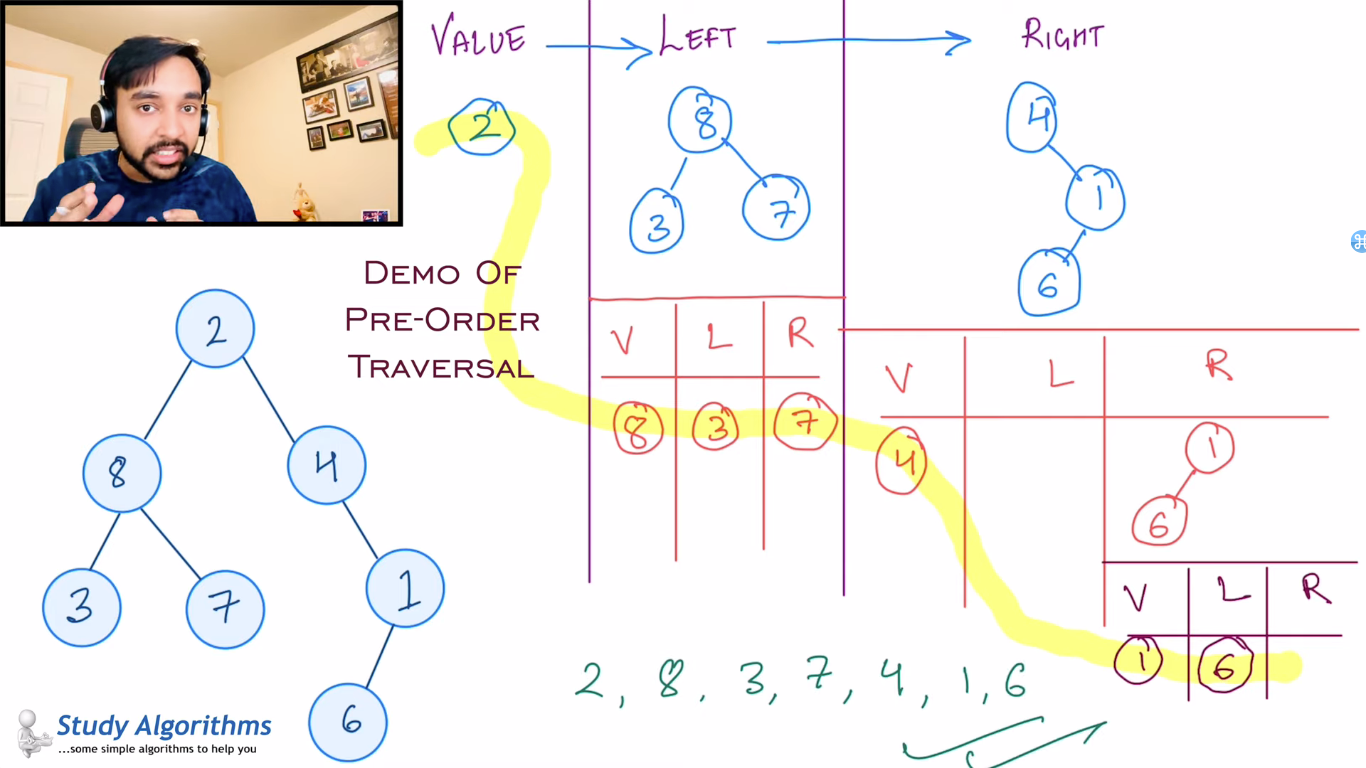 VALUE LEFT RIGHT
2 8 4
3 7 1
6
DEMO OF
PRE-ORDER
TRAVERSAL
V L R
8 3 7
V L R
4 1
6
V L R
1 6
2
8 4
3 7 1
6
2, 8, 3, 7, 4, 1, 6
Study Algorithms
...some simple algorithms to help you